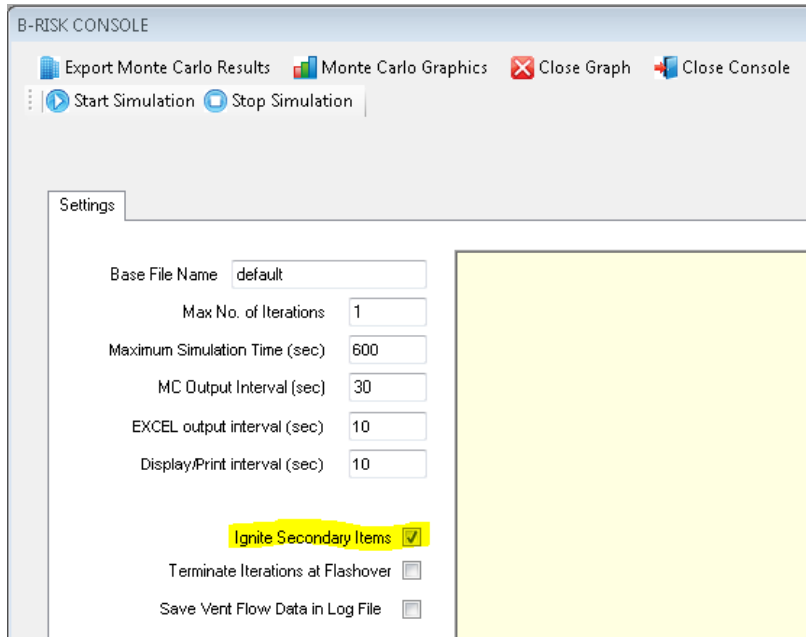 B-RISK CONSOLE
Export Monte Carlo Results Monte Carlo Graphics Close Graph Close Console
Start Simulation Stop Simulation
Settings
Base File Name default
Max No. of Iterations 1
Maximum Simulation Time (sec) 600
MC Output Interval (sec) 30
EXCEL output interval (sec) 10
Display/Print interval (sec) 10
Ignite Secondary Items
Terminate Iterations at Flashover
Save Vent Flow Data in Log File